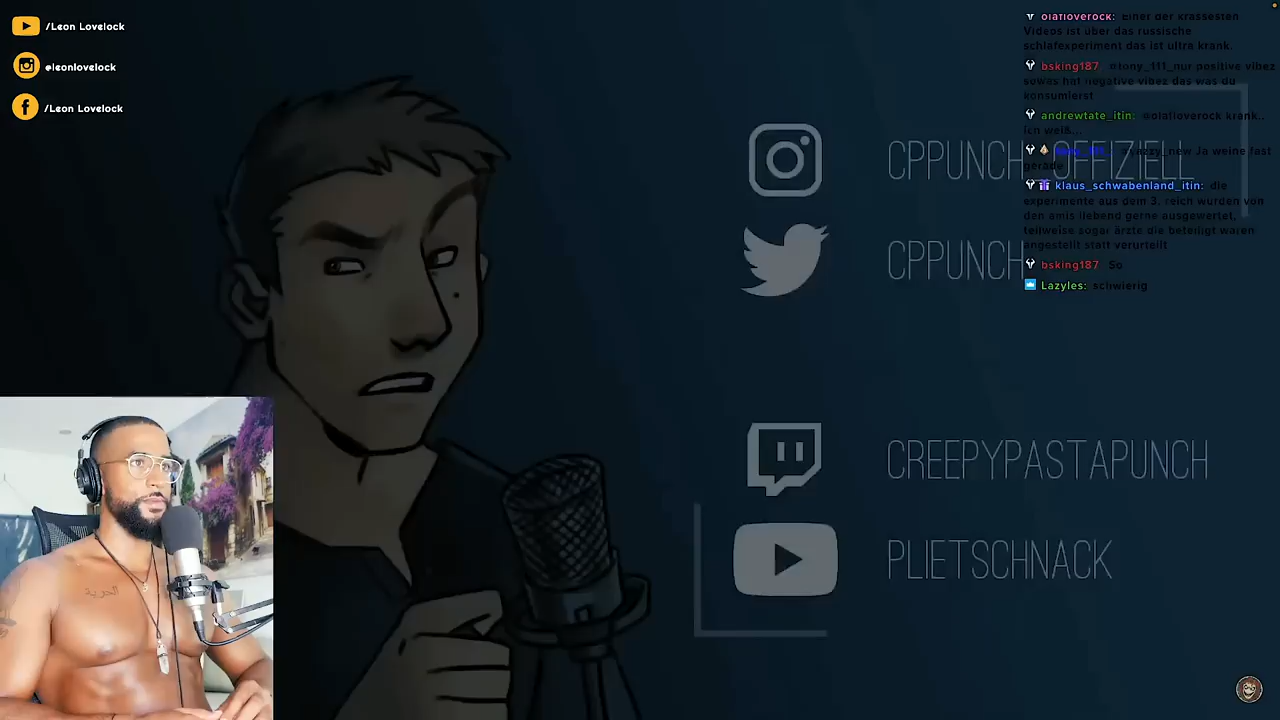 /Leon Lovelock
@leonlovelock
/Leon Lovelock
CPPUNCH_OFFIZIELL
CPPUNCH
CREEPYPASTAPUNCH
PLIETSCHNACK
olafloverock: Einer der krassesten
Videos ist über das russische
schlafexperiment das ist ultra krank.
bsking187 @tony_111_nur positive vibez,
sowas hat negative vibez das was du
konsumierst
andrewtate_itin: @olafloverock krank..
ich weiß...
Ja weine fast
gerade
klaus_schwabenland_itin: die
experimente aus dem 3. reich wurden von
den amis liebend gerne ausgewertet,
teilweise sogar ärzte die beteiligt waren
angestellt statt verurteilt
bsking187 So
Lazyles: schwierig
الحرية